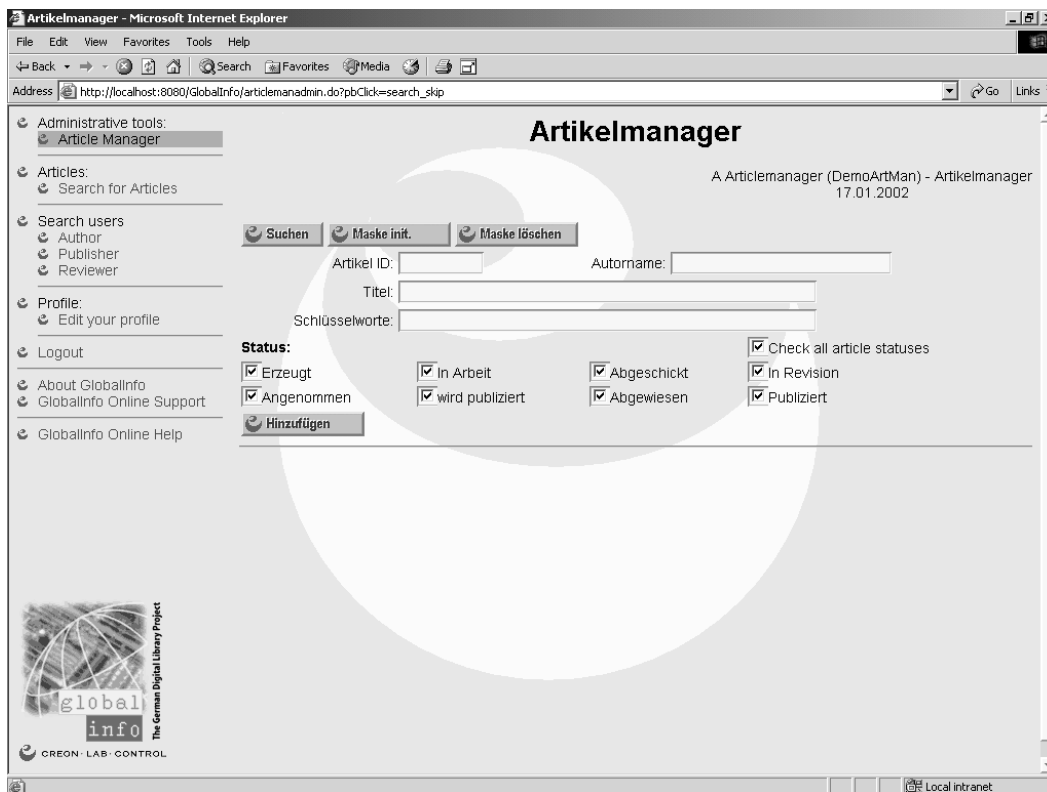 Artikelmanager - Microsoft Internet Explorer
File Edit View Favorites Tools Help
Back Search Favorites Media
Address http://localhost:8080/GlobalInfo/articlemanadmin.do?pbClick=search_skip Go Links
Administrative tools:
Article Manager
Articles:
Search for Articles
Search users
Author
Publisher
Reviewer
Profile:
Edit your profile
Logout
About GlobalInfo
GlobalInfo Online Support
GlobalInfo Online Help
Artikelmanager
A Articlemanager (DemoArtMan) - Artikelmanager
17.01.2002
Suchen Maske init. Maske löschen
Artikel ID: Autorname:
Titel:
Schlüsselworte:
Status: Check all article statuses
Erzeugt In Arbeit Abgeschickt In Revision
Angenommen wird publiziert Abgewiesen Publiziert
Hinzufügen
global
info
The German Digital Library Project
CREON·LAB·CONTROL
Local intranet